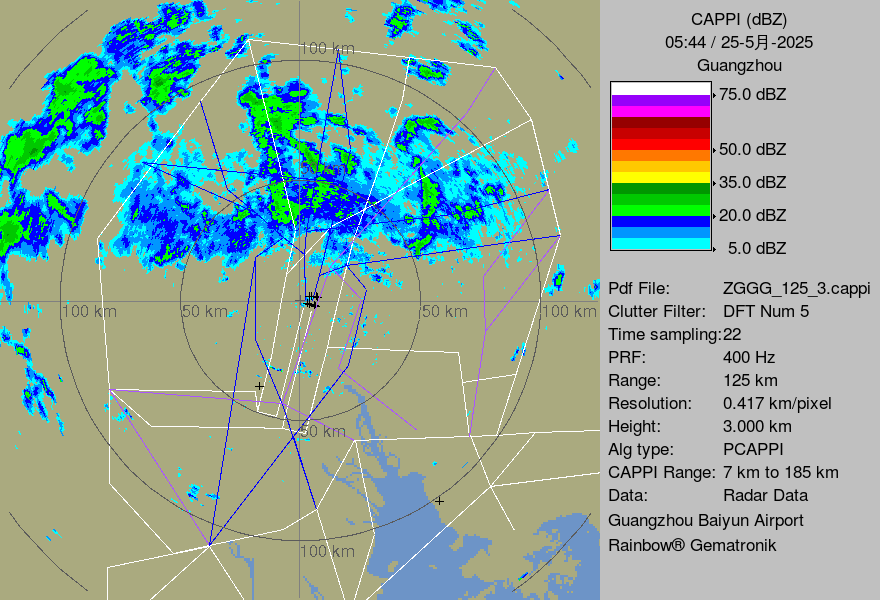 CAPPI (dBZ)
05:44 / 25-5月-2025
Guangzhou
75.0 dBZ
50.0 dBZ
35.0 dBZ
20.0 dBZ
5.0 dBZ
Pdf File: ZGGG_125_3.cappi
Clutter Filter: DFT Num 5
Time sampling:22
PRF: 400 Hz
Range: 125 km
Resolution: 0.417 km/pixel
Height: 3.000 km
Alg type: PCAPPI
CAPPI Range: 7 km to 185 km
Data: Radar Data
Guangzhou Baiyun Airport
Rainbow® Gematronik
100 km
100 km
50 km
50 km
100 km
50 km
100 km